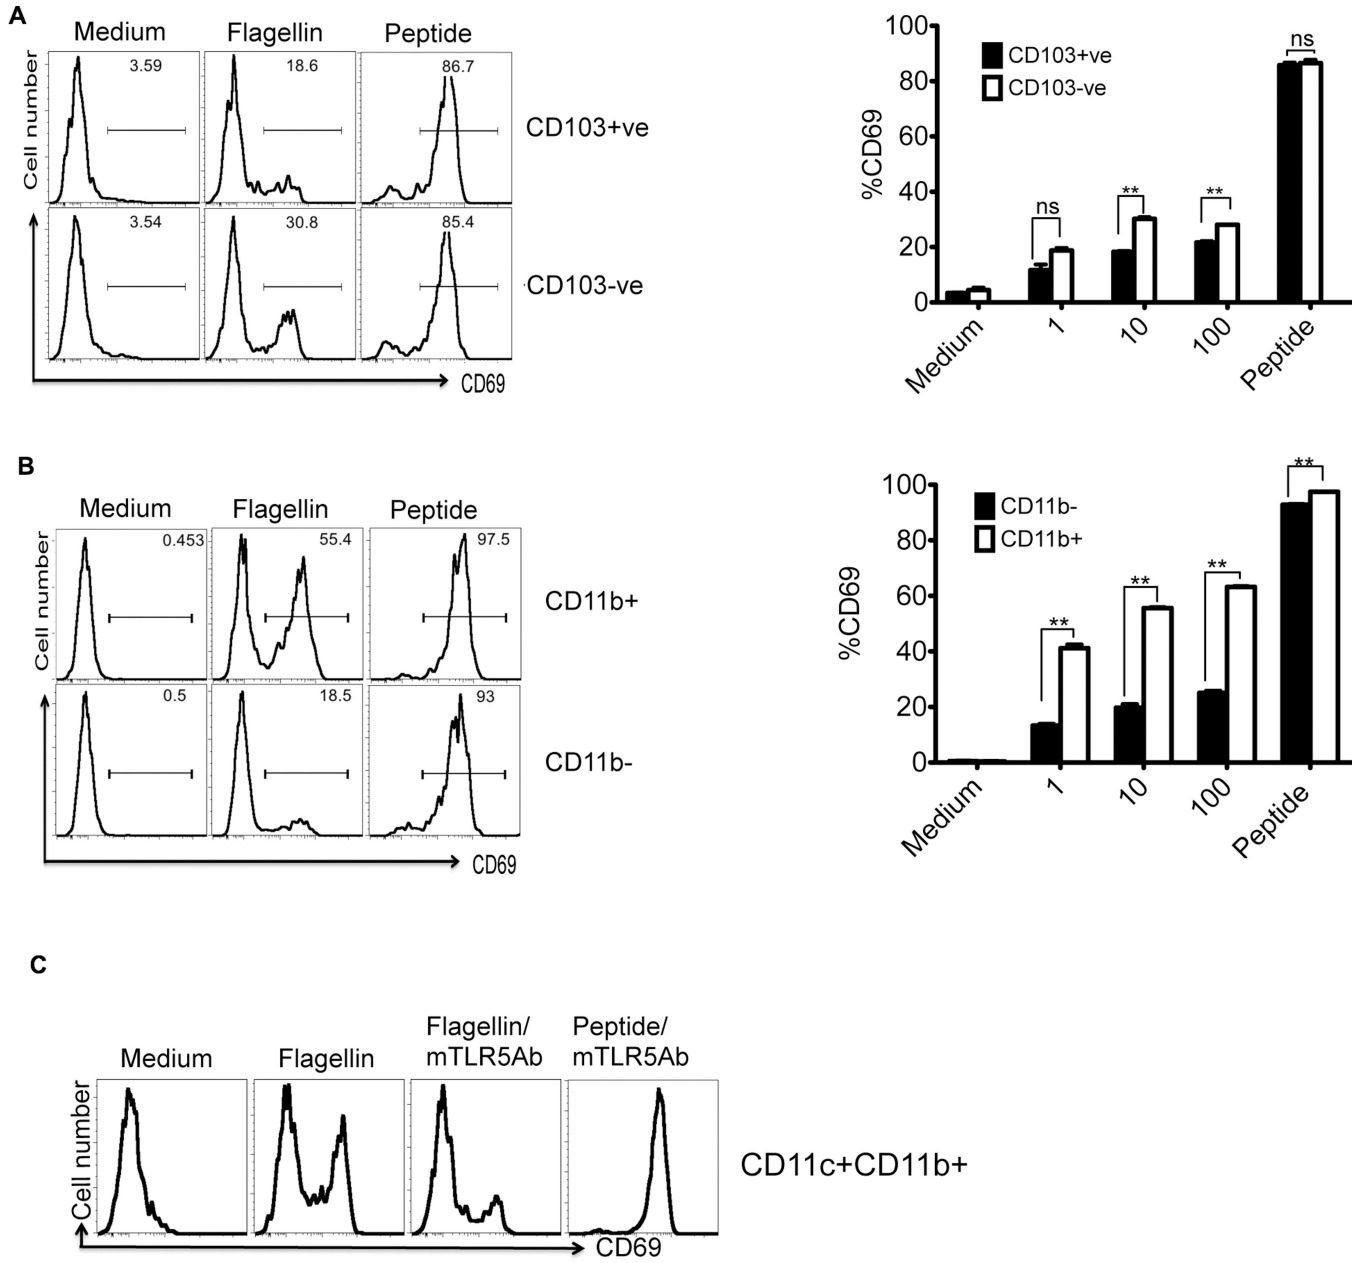 A
Medium Flagellin Peptide
3.59 18.6 86.7
Cell number
CD103+ve
3.54 30.8 85.4
CD103-ve
CD69
100
80
60
40
20
0
%CD69
CD103+ve
CD103-ve
ns
**
**
ns
Medium 1 10 100 Peptide
B
Medium Flagellin Peptide
0.453 55.4 97.5
Cell number
CD11b+
0.5 18.5 93
CD11b-
CD69
100
80
60
40
20
0
%CD69
CD11b-
CD11b+
**
**
**
**
Medium 1 10 100 Peptide
C
Medium Flagellin Flagellin/
mTLR5Ab Peptide/
mTLR5Ab
Cell number
CD11c+CD11b+
CD69